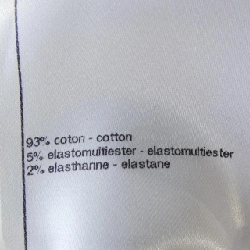 93% coton - cotton
5% elastomultiester - elastomultiester
2% elasthanne - elastane